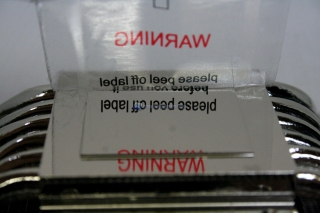 WARNING
please peel off label
before you use it
please peel off label
WARNING